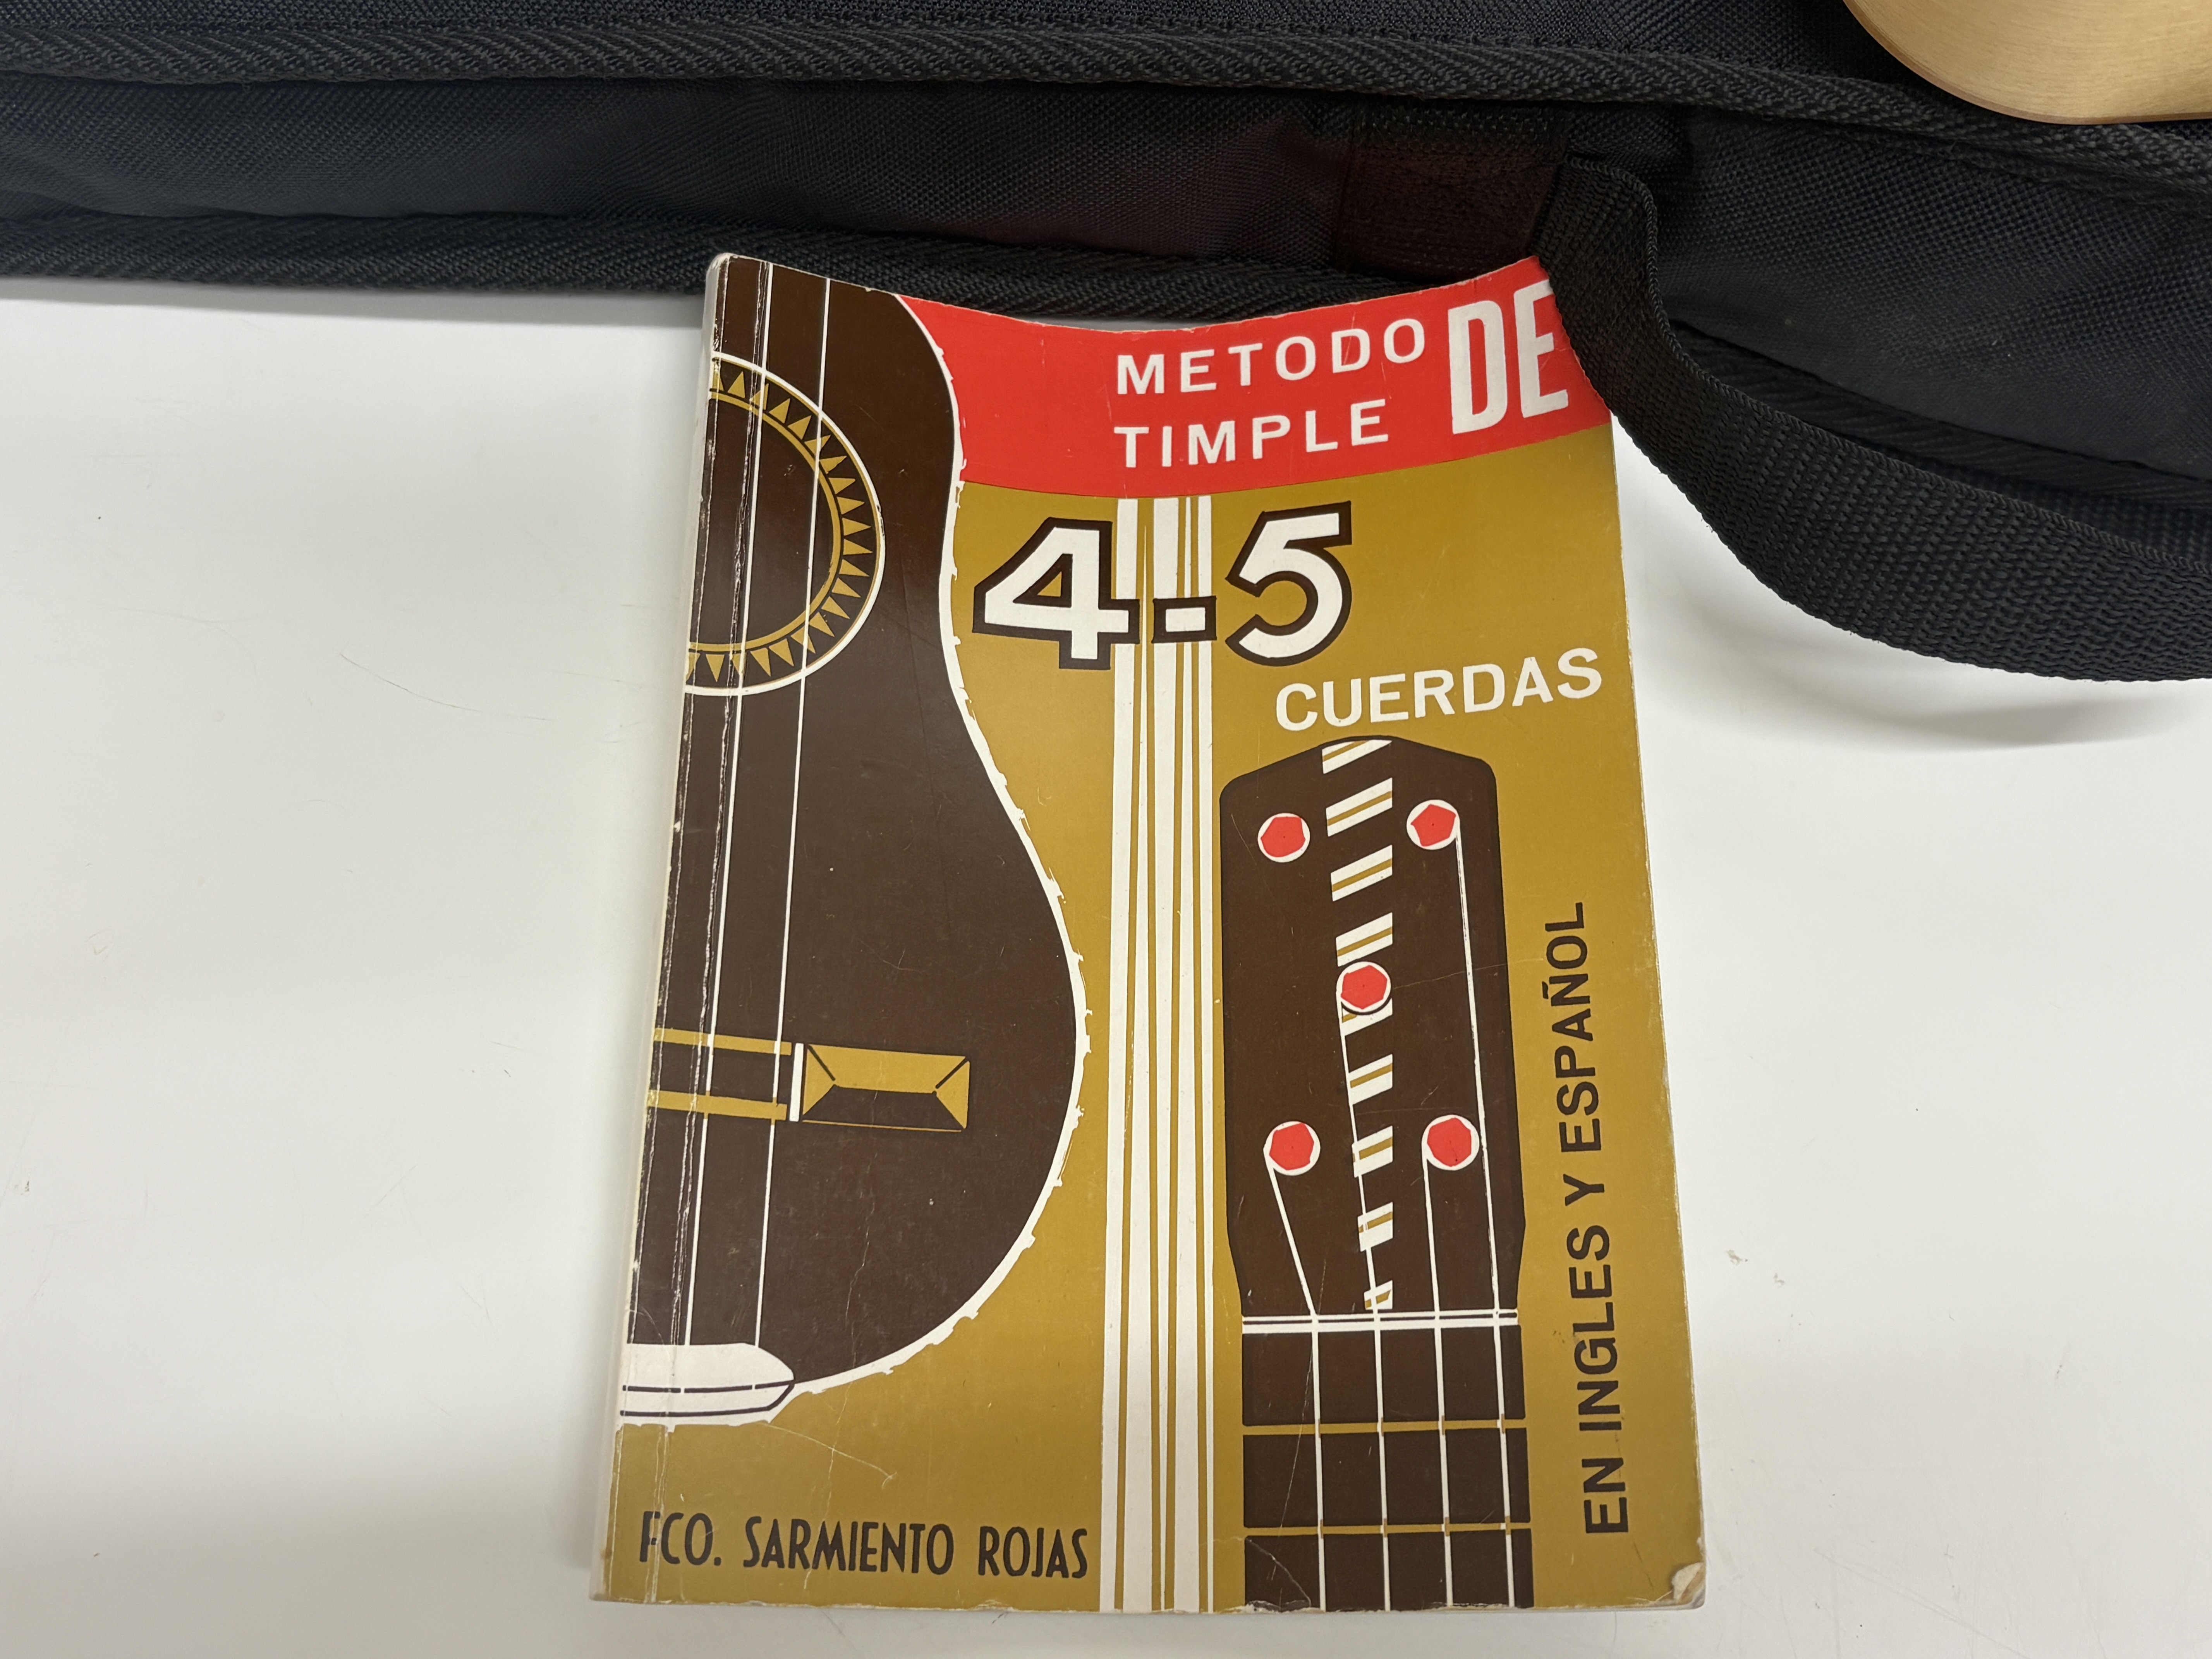 METODO DE
TIMPLE
4-5
CUERDAS
EN INGLES Y ESPAÑOL
FCO. SARMIENTO ROJAS